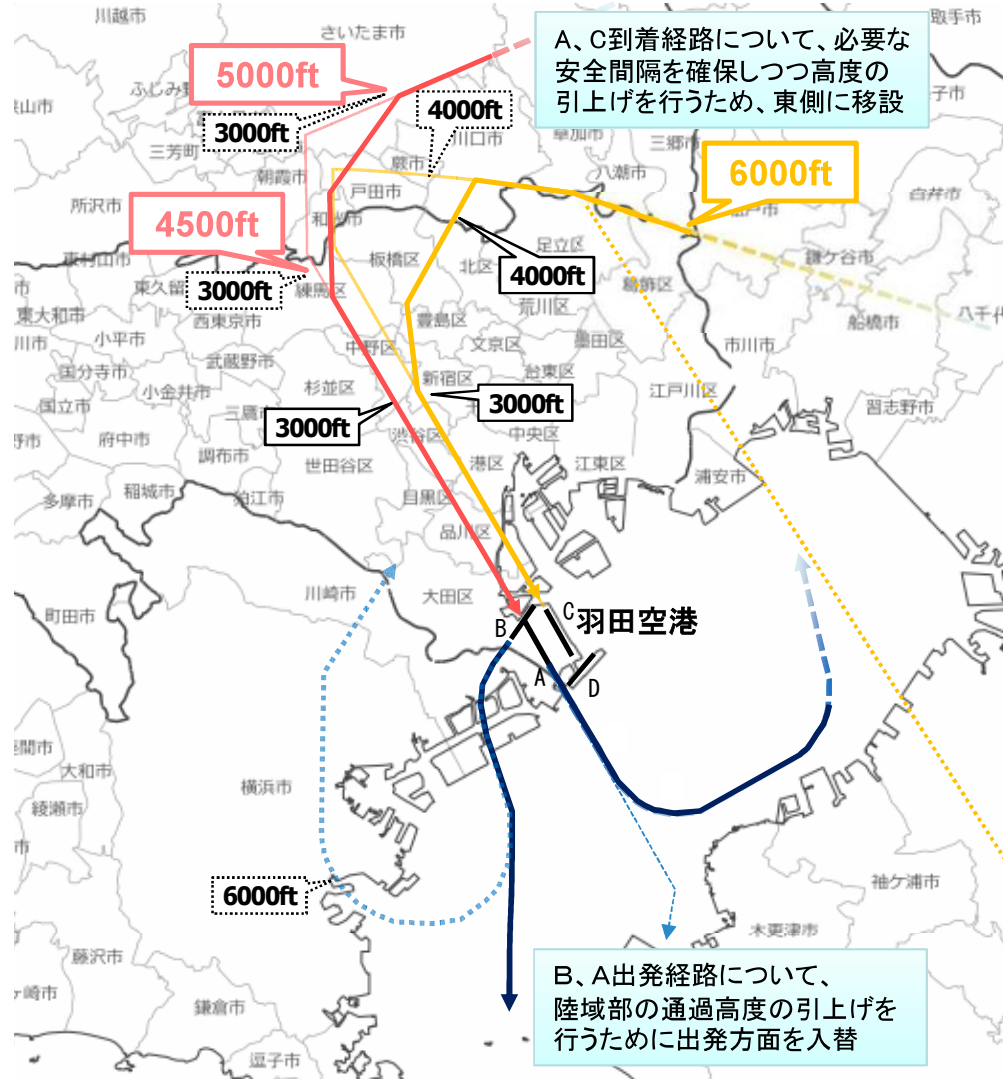 川越市
さいたま市
取手市
A、C到着経路について、必要な
安全間隔を確保しつつ高度の
引上げを行うため、東側に移設
5000ft
ふじみ野
3000ft
4000ft
川口市
草加市
三郷市
三芳町
蕨市
八潮市
6000ft
朝霞市
戸田市
白井市
所沢市
和光市
4500ft
足立区
鎌ケ谷市
東村山市
板橋区
北区
4000ft
葛飾区
東久留
3000ft
練馬区
荒川区
船橋市
八千代
東大和市
西東京市
豊島区
小平市
文京区
墨田区
市川市
中野区
武蔵野市
国分寺市
新宿区
台東区
小金井市
杉並区
江戸川区
国立市
三鷹市
3000ft
習志野市
3000ft
渋谷区
中央区
府中市
調布市
世田谷区
港区
江東区
浦安市
稲城市
多摩市
狛江市
目黒区
品川区
川崎市
大田区
町田市
B
C
羽田空港
A
D
座間市
大和市
横浜市
綾瀬市
6000ft
袖ケ浦市
木更津市
藤沢市
B、A出発経路について、
陸域部の通過高度の引上げを
行うために出発方面を入替
ヶ崎市
鎌倉市
逗子市